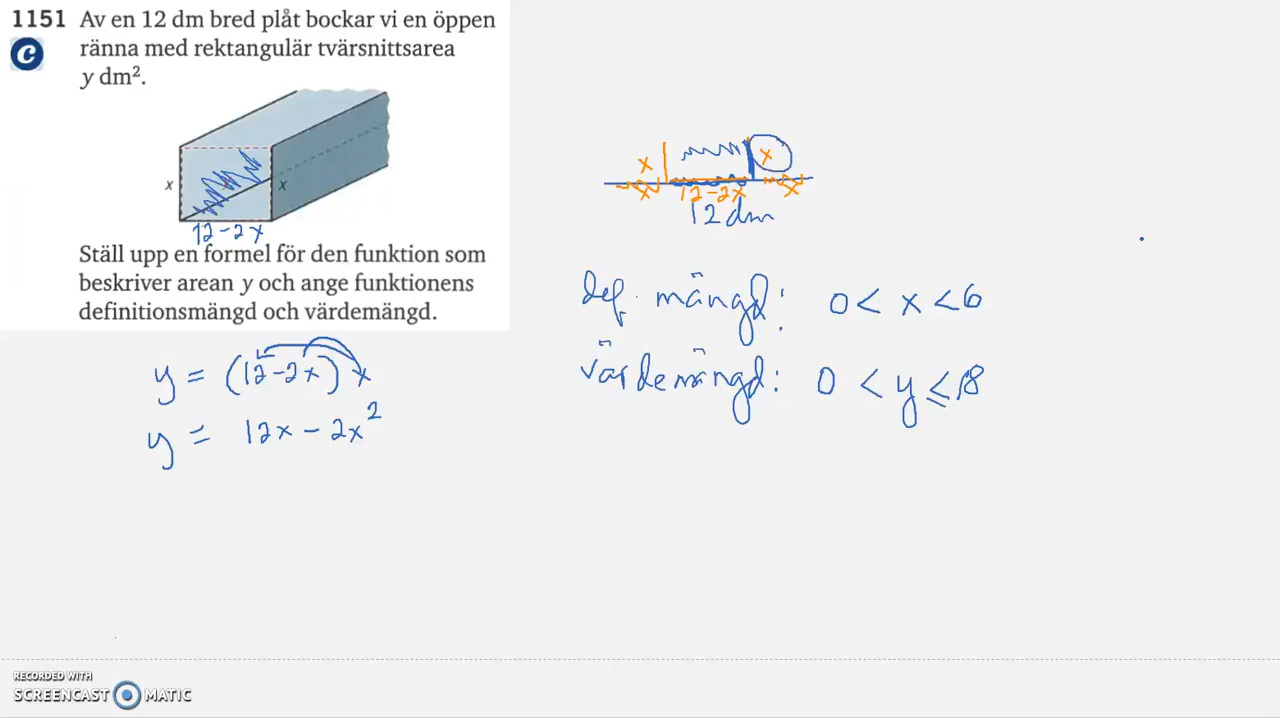 1151 Av en 12 dm bred plåt bockar vi en öppen
C ränna med rektangulär tvärsnittsarea
y dm².
x
x
12-2x
Ställ upp en formel för den funktion som
beskriver arean y och ange funktionens
definitionsmängd och värdemängd.
y = (12-2x) x
y = 12x - 2x²
x x
x 12-2x x
12 dm
def. mängd: 0 < x < 6
värdemängd: 0 < y ≤ 18
RECORDED WITH
SCREENCAST MATIC